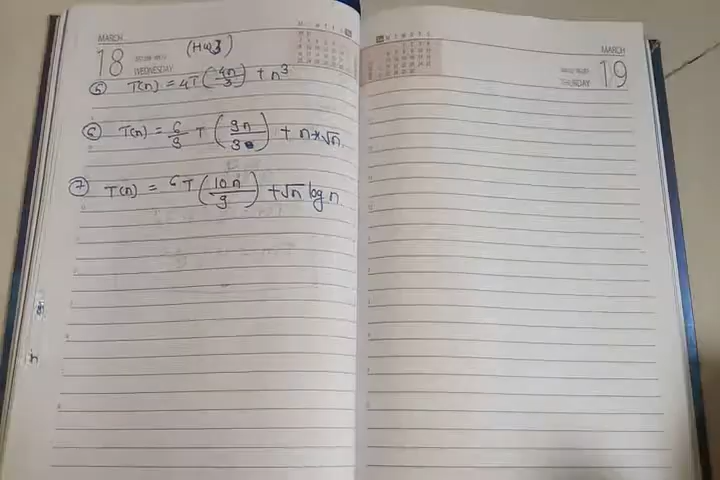 MARCH
18
WEDNESDAY
(HW3)
⑤ T(n) = 4T(4n/3) + n³
⑥ T(n) = 6/3 T(9n/3) + n*√n
⑦ T(n) = 6T(10n/9) + √n log n
MARCH
19
THURSDAY